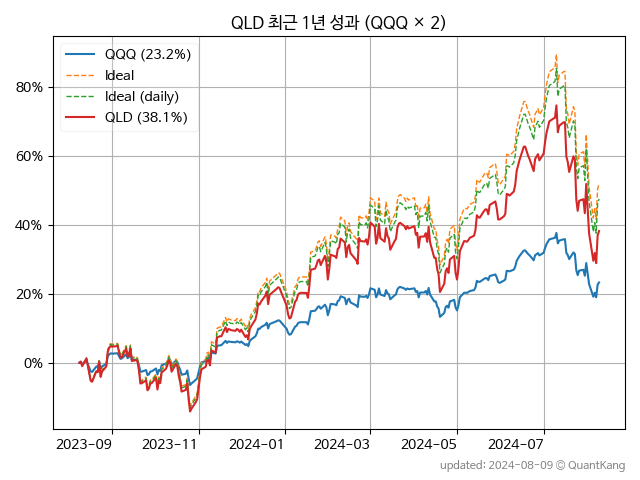 QLD 최근 1년 성과 (QQQ × 2)
QQQ (23.2%)
Ideal
Ideal (daily)
QLD (38.1%)
80%
60%
40%
20%
0%
2023-09 2023-11 2024-01 2024-03 2024-05 2024-07
updated: 2024-08-09 © QuantKang